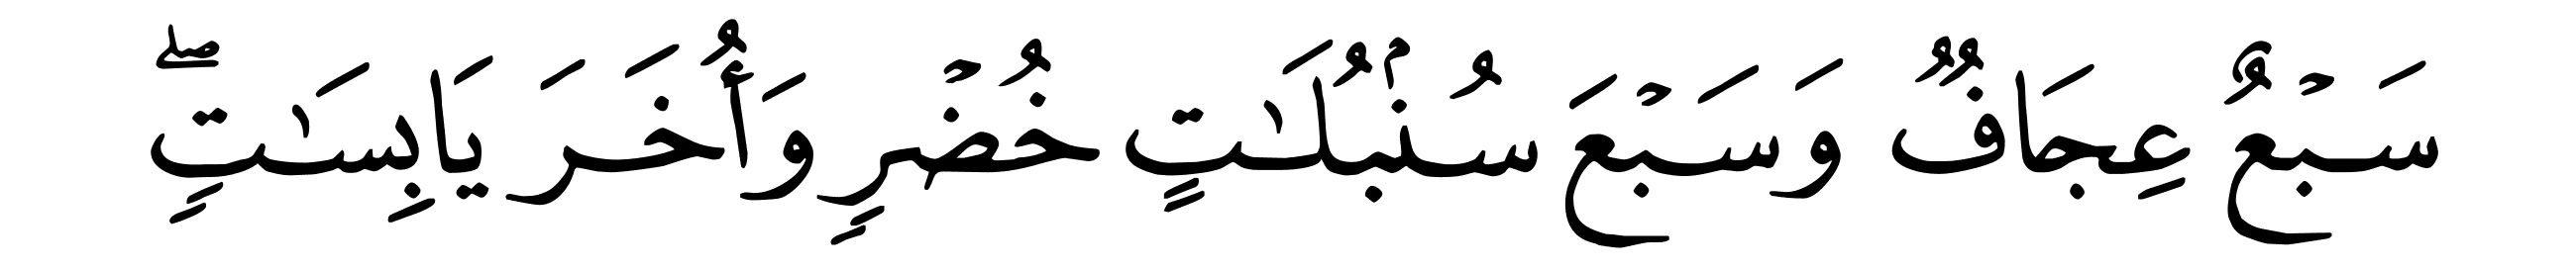 سَبۡعٌ عِجَافٌ وَسَبۡعَ سُنۢبُلَٰتٍ خُضۡرٍ وَأُخَرَ يَابِسَٰتٍۖ